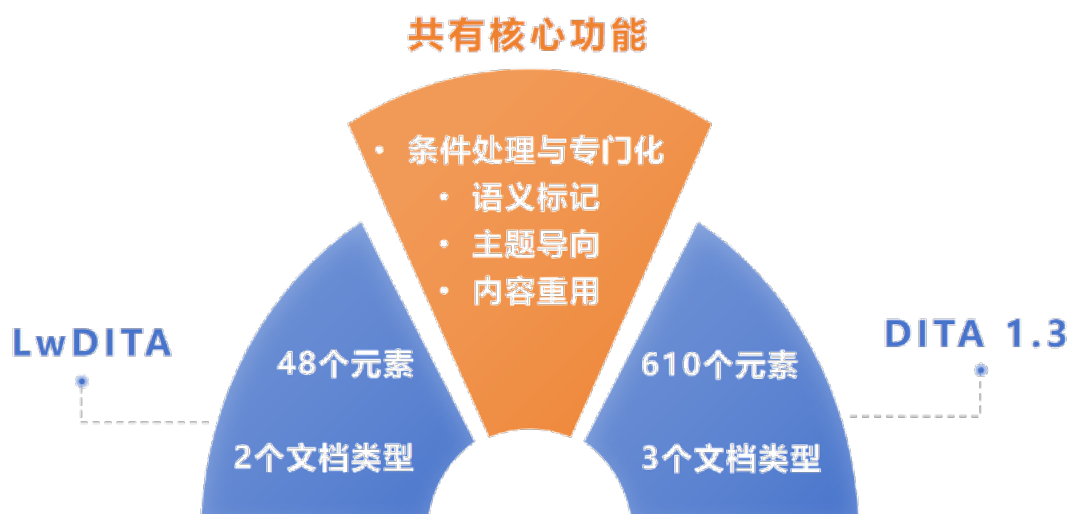 共有核心功能
• 条件处理与专门化
• 语义标记
• 主题导向
• 内容重用
LwDITA
48个元素
2个文档类型
DITA 1.3
610个元素
3个文档类型